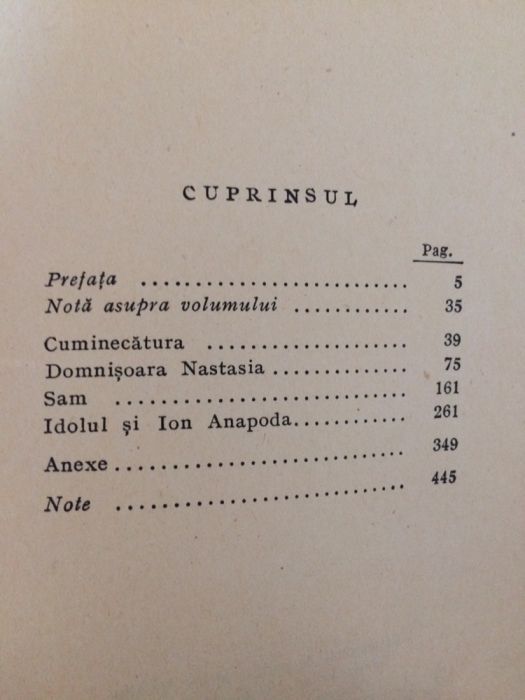 CUPRINSUL
Pag.
Prefața .......................... 5
Notă asupra volumului ............ 35
Cuminecătura ................... 39
Domnișoara Nastasia ............. 75
Sam ............................ 161
Idolul și Ion Anapoda............ 261
Anexe............................ 349
Note ............................ 445